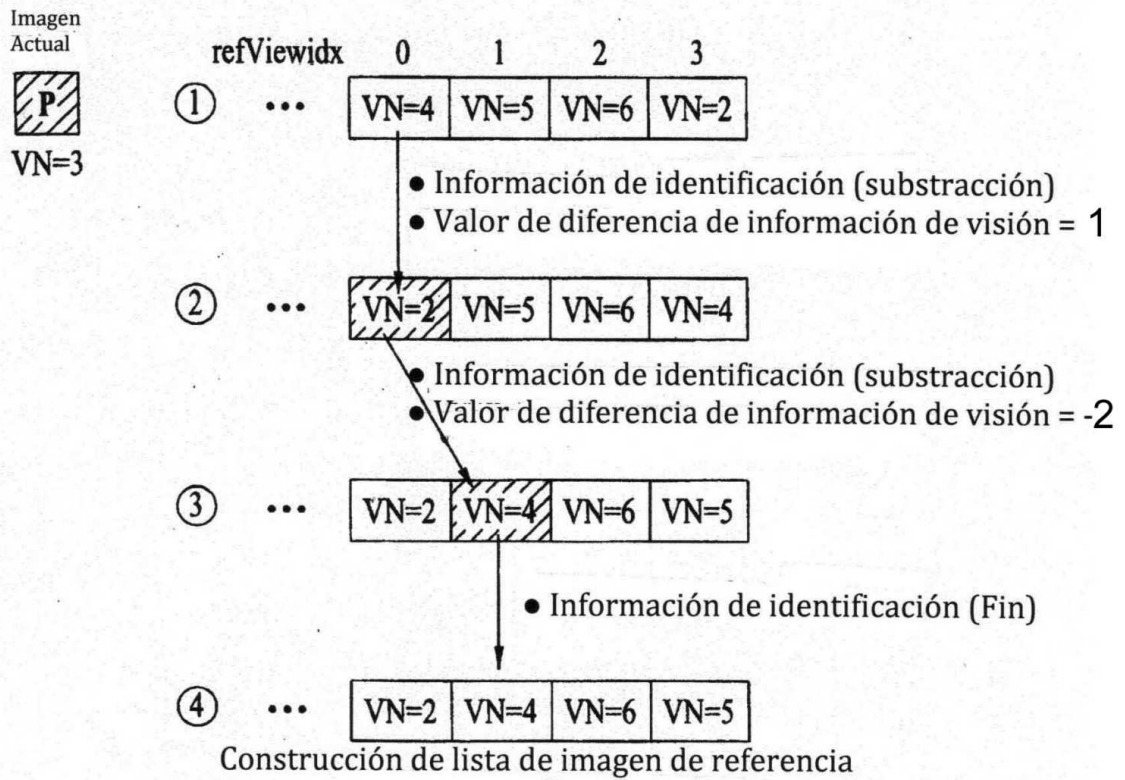 Imagen
Actual
P
VN=3
refViewidx 0 1 2 3
① ••• VN=4 VN=5 VN=6 VN=2
● Información de identificación (substracción)
● Valor de diferencia de información de visión = 1
② ••• VN=2 VN=5 VN=6 VN=4
● Información de identificación (substracción)
● Valor de diferencia de información de visión = -2
③ ••• VN=2 VN=4 VN=6 VN=5
● Información de identificación (Fin)
④ ••• VN=2 VN=4 VN=6 VN=5
Construcción de lista de imagen de referencia